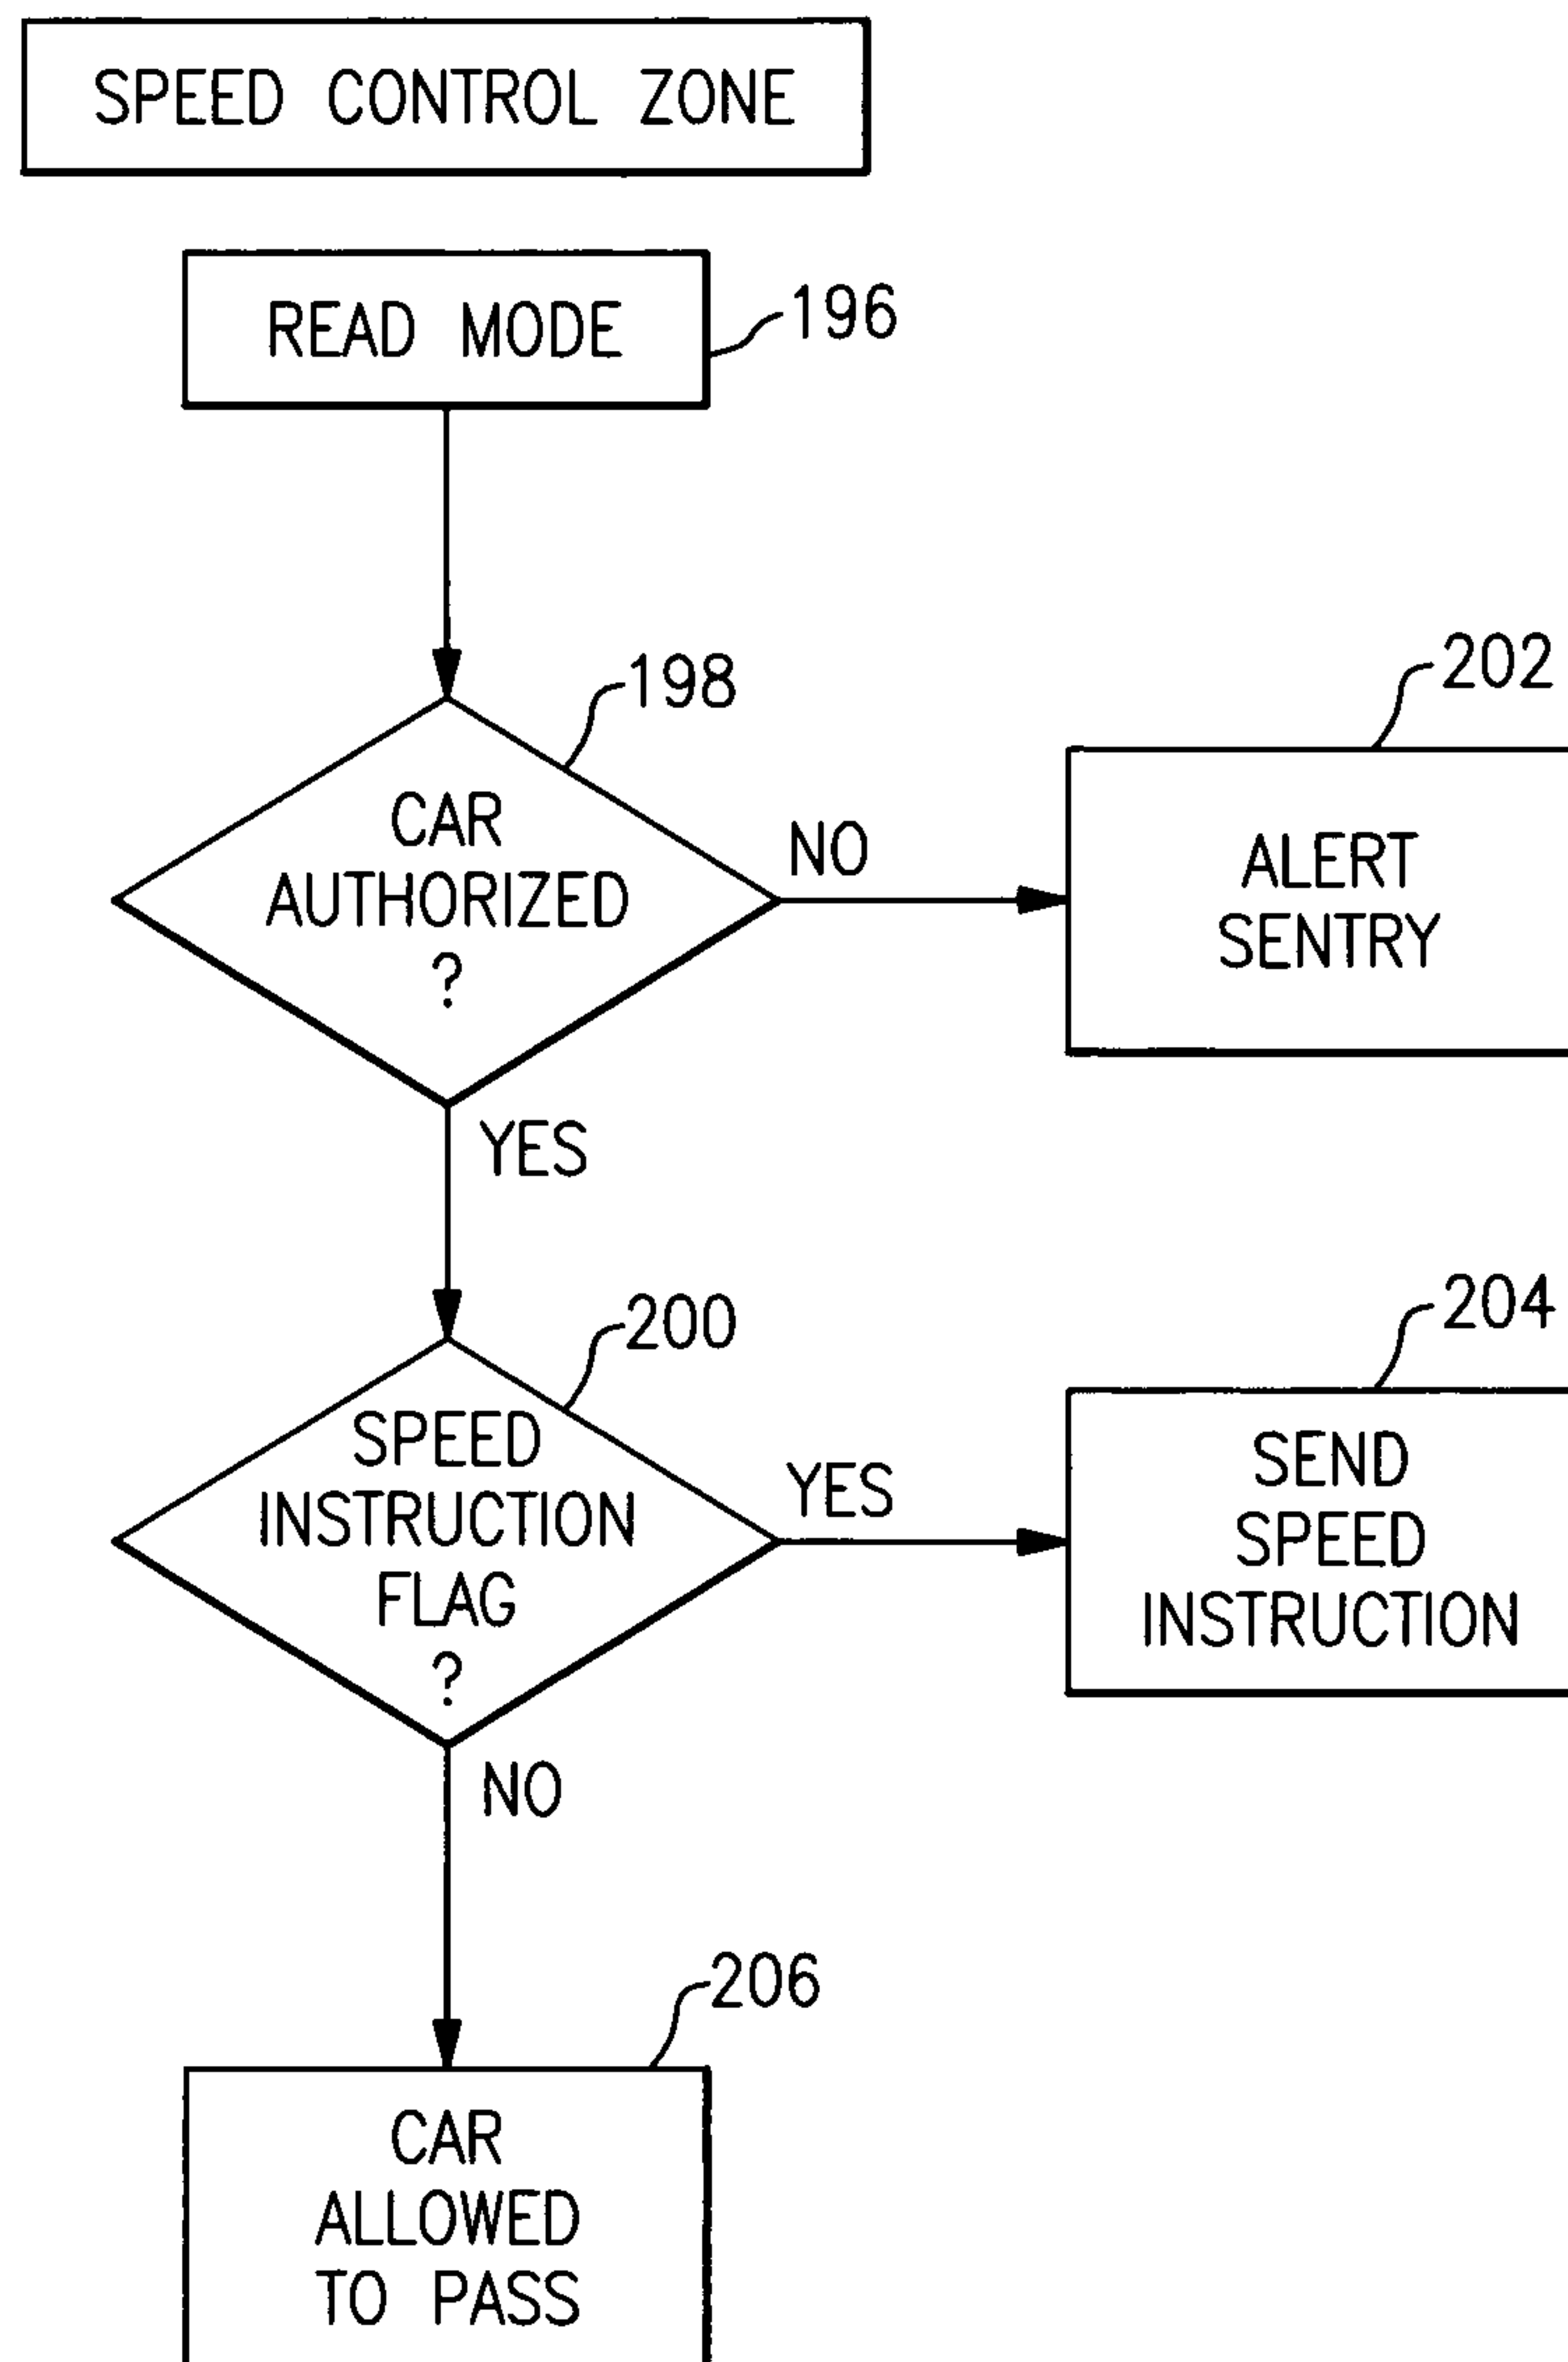 SPEED CONTROL ZONE
READ MODE
196
198
202
CAR
AUTHORIZED
?
NO
ALERT
SENTRY
YES
200
204
SPEED
INSTRUCTION
FLAG
?
YES
SEND
SPEED
INSTRUCTION
NO
206
CAR
ALLOWED
TO PASS